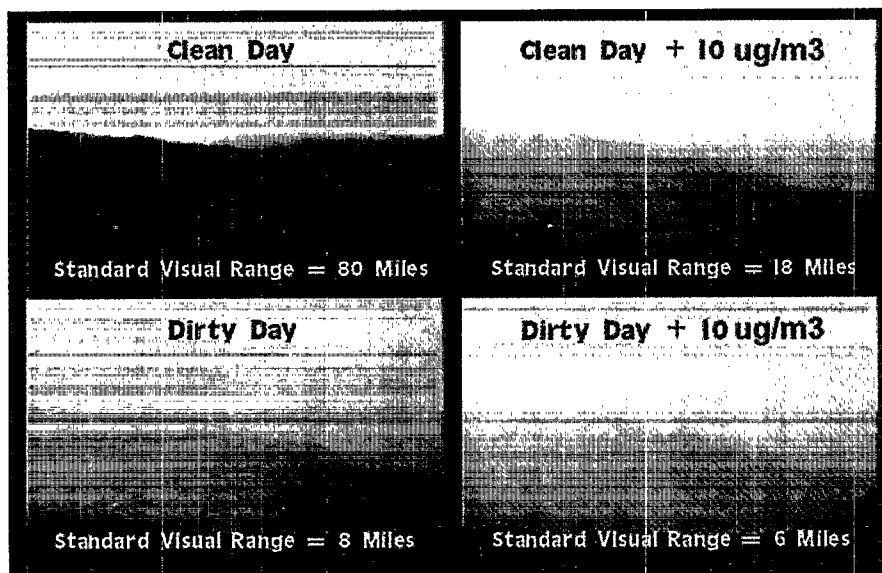 Clean Day
Clean Day + 10 ug/m3
Standard Visual Range = 80 Miles
Standard Visual Range = 18 Miles
Dirty Day
Dirty Day + 10 ug/m3
Standard Visual Range = 8 Miles
Standard Visual Range = 6 Miles